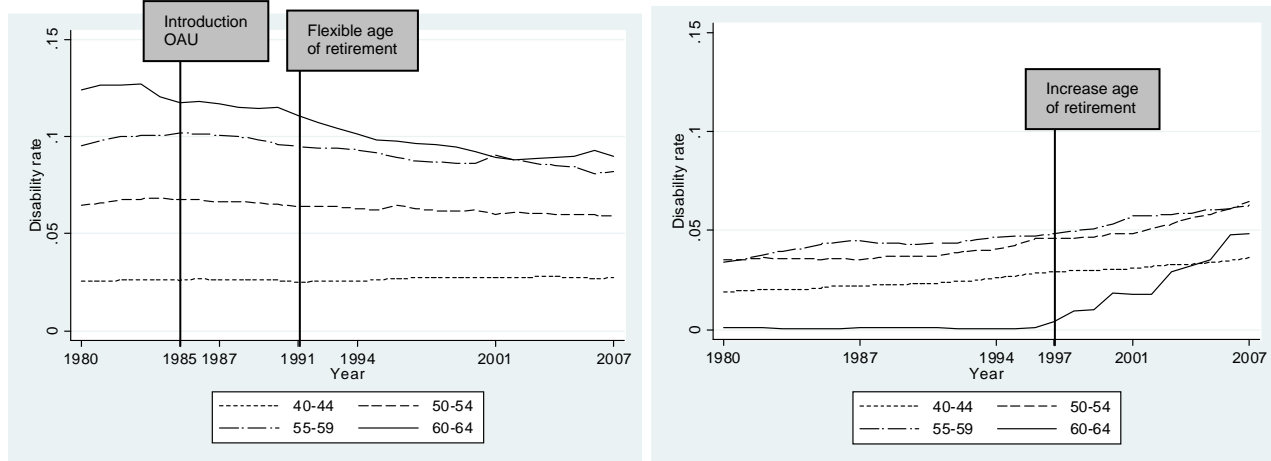 Introduction
OAU
Flexible age
of retirement
Disability rate
.15
.1
.05
0
1980 1985 1987 1991 1994 2001 2007
Year
40-44 50-54
55-59 60-64
Increase age
of retirement
Disability rate
.15
.1
.05
0
1980 1987 1994 1997 2001 2007
Year
40-44 50-54
55-59 60-64